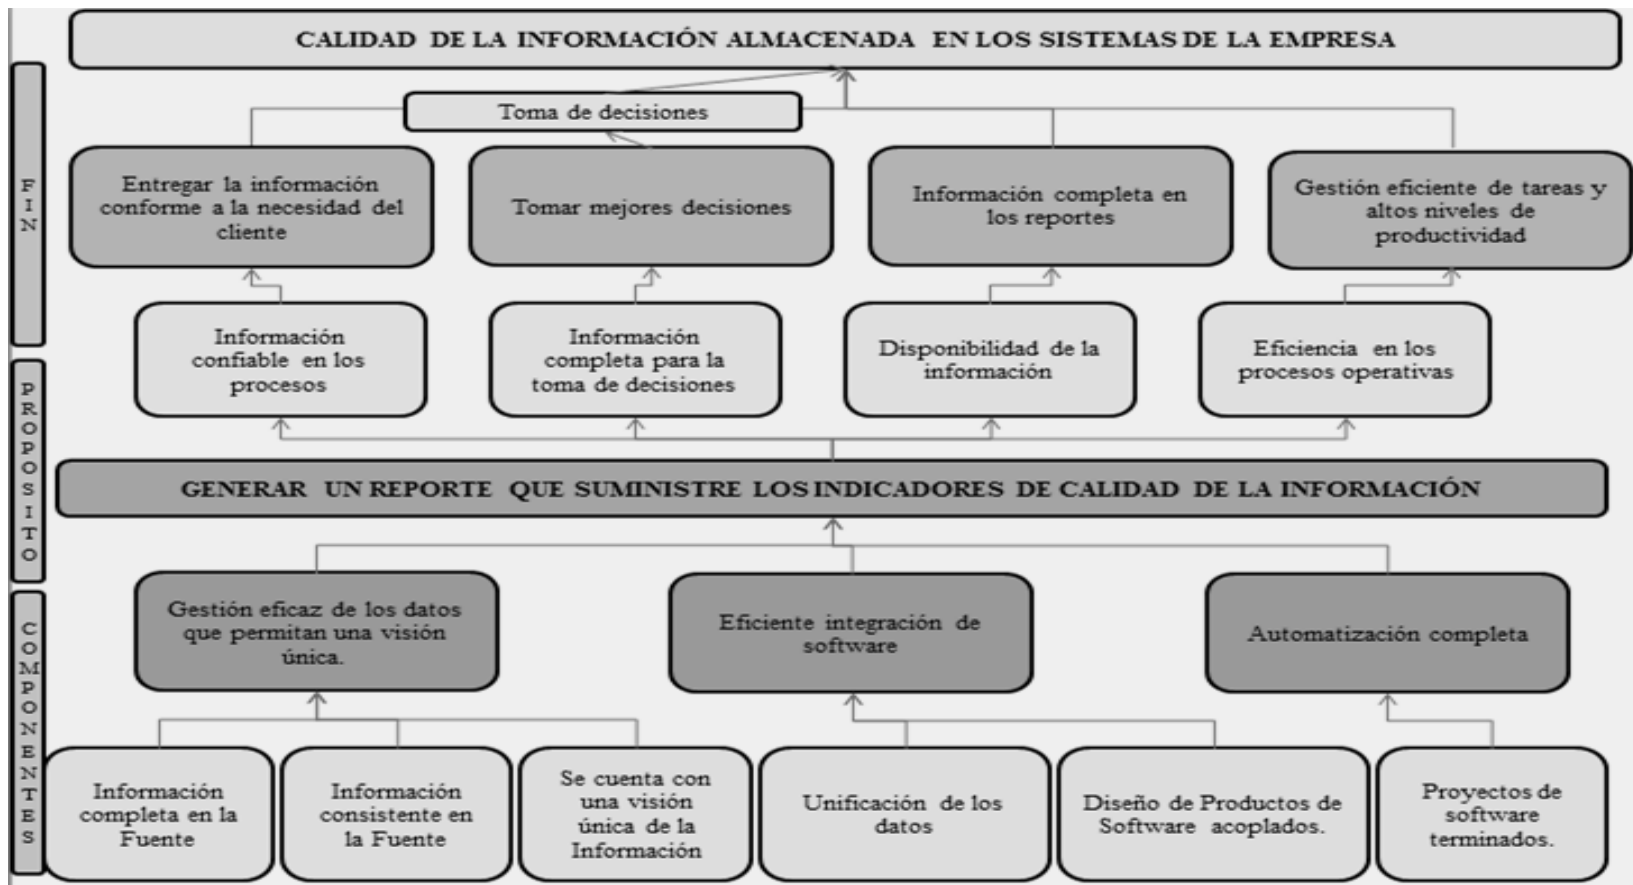 CALIDAD DE LA INFORMACIÓN ALMACENADA EN LOS SISTEMAS DE LA EMPRESA
FIN
Toma de decisiones
Entregar la información
conforme a la necesidad del
cliente
Tomar mejores decisiones
Información completa en
los reportes
Gestión eficiente de tareas y
altos niveles de
productividad
Información
confiable en los
procesos
Información
completa para la
toma de decisiones
Disponibilidad de la
información
Eficiencia en los
procesos operativas
PROPOSITO
GENERAR UN REPORTE QUE SUMINISTRE LOS INDICADORES DE CALIDAD DE LA INFORMACIÓN
COMPONENTES
Gestión eficaz de los datos
que permitan una visión
única.
Eficiente integración de
software
Automatización completa
Información
completa en la
Fuente
Información
consistente en
la Fuente
Se cuenta con
una visión
única de la
Información
Unificación de los
datos
Diseño de Productos de
Software acoplados.
Proyectos de
software
terminados.